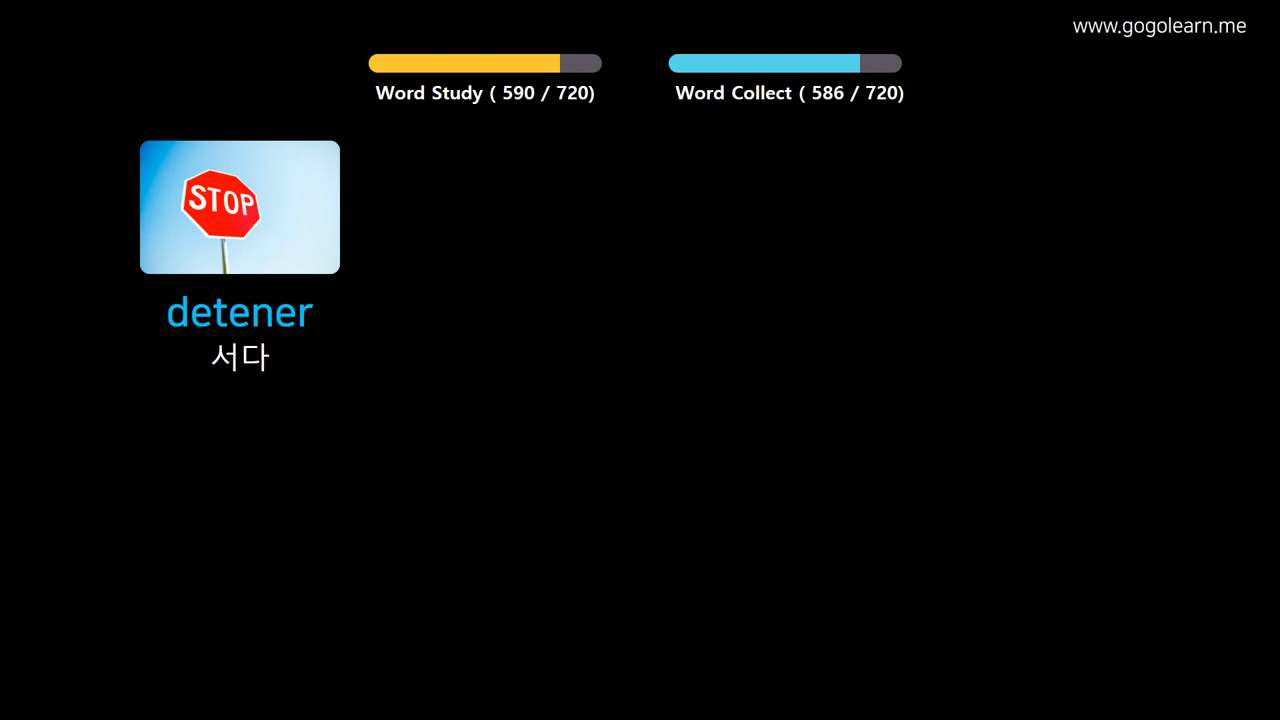 www.gogolearn.me
Word Study ( 590 / 720)
Word Collect ( 586 / 720)
STOP
detener
서다